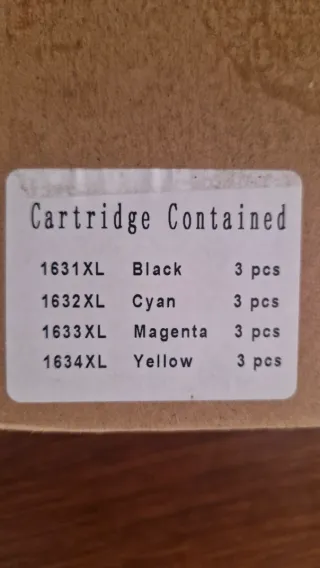 Cartridge Contained
1631XL Black 3 pcs
1632XL Cyan 3 pcs
1633XL Magenta 3 pcs
1634XL Yellow 3 pcs